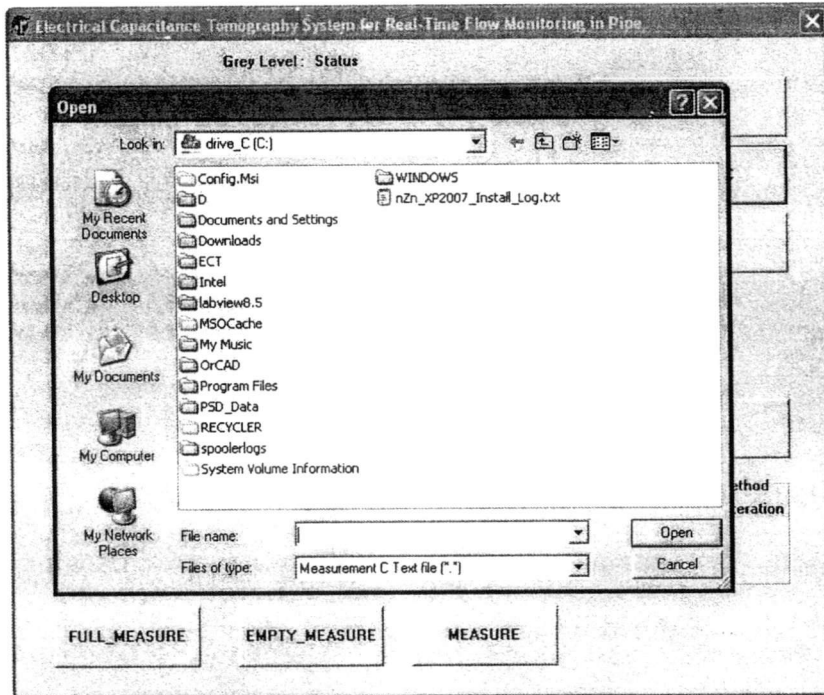 Electrical Capacitance Tomography System for Real-Time Flow Monitoring in Pipe
Grey Level : Status
Open
Look in:
drive_C (C:)
My Recent Documents
Desktop
My Documents
My Computer
My Network Places
Config.Msi
D
Documents and Settings
Downloads
ECT
Intel
labview8.5
MSOCache
My Music
OrCAD
Program Files
PSD_Data
RECYCLER
spoolerlogs
System Volume Information
WINDOWS
nZn_XP2007_Install_Log.txt
File name:
Open
Files of type:
Measurement C Text file (".")
Cancel
ethod
eration
FULL_MEASURE
EMPTY_MEASURE
MEASURE